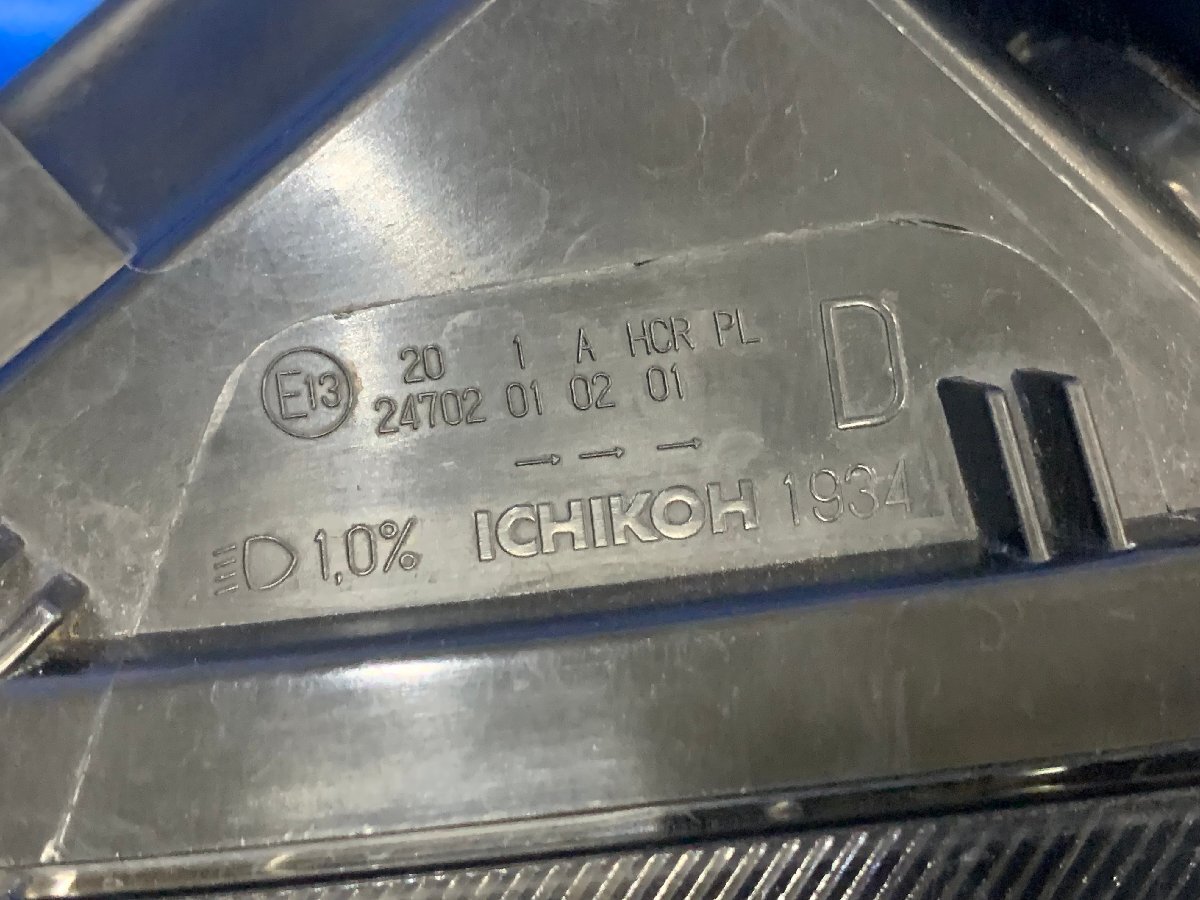 20 1 A HCR PL D
E13 24702 01 02 01
1,0% ICHIKOH 1934